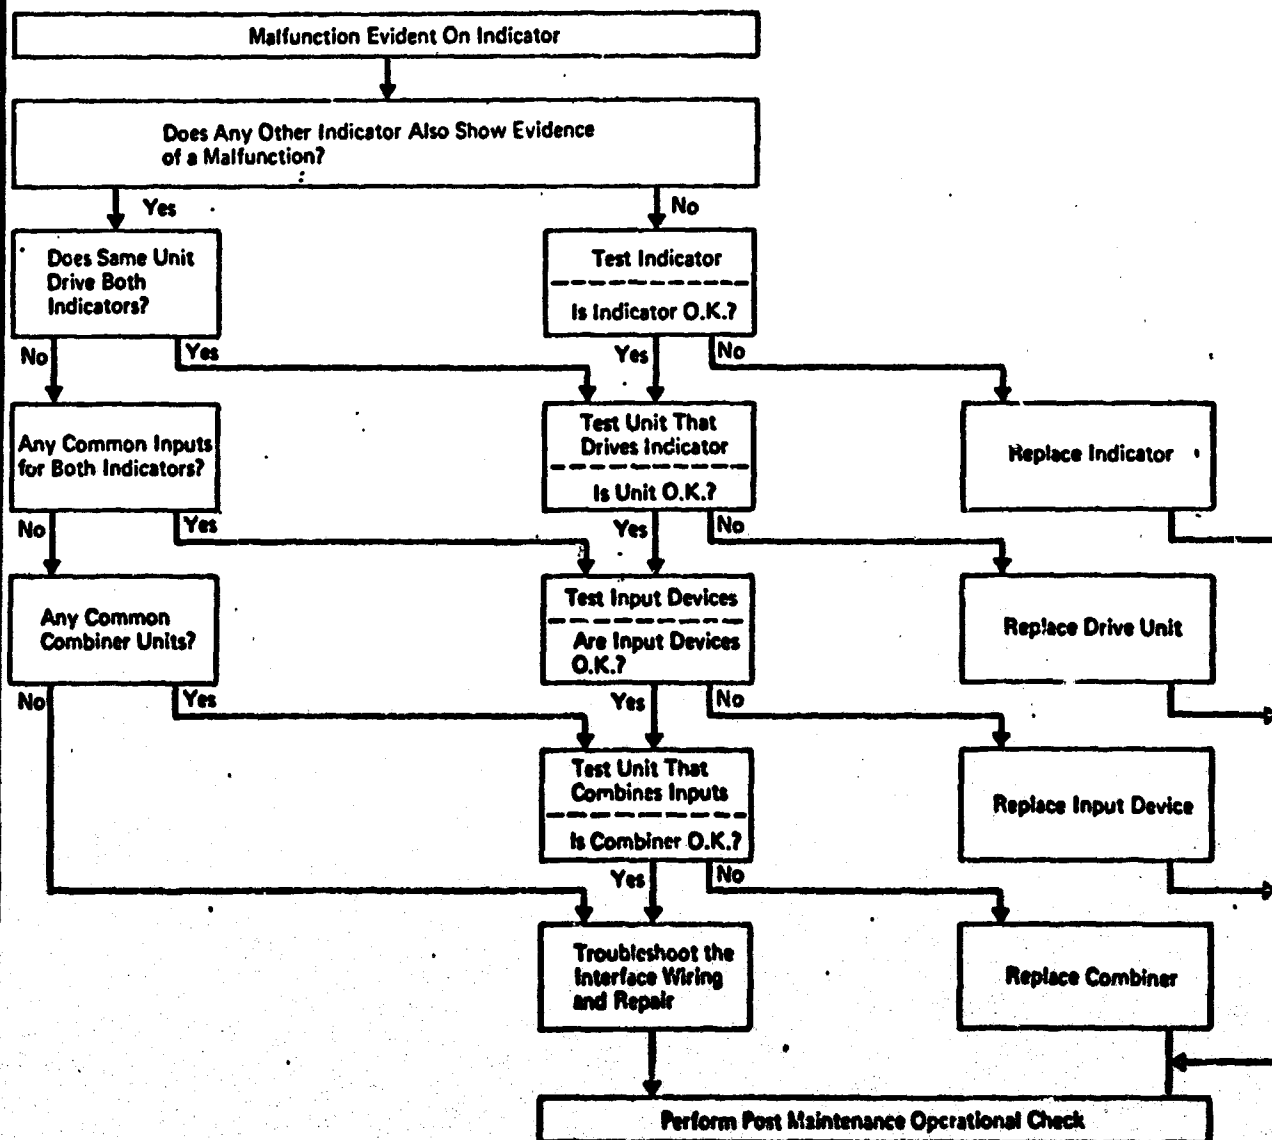 Malfunction Evident On Indicator
Does Any Other Indicator Also Show Evidence
of a Malfunction?
Yes
No
Does Same Unit
Drive Both
Indicators?
Test Indicator
Is Indicator O.K.?
No
Yes
Yes
No
Any Common Inputs
for Both Indicators?
Test Unit That
Drives Indicator
Is Unit O.K.?
Replace Indicator
No
Yes
Yes
No
Any Common
Combiner Units?
Test Input Devices
Are Input Devices
O.K.?
Replace Drive Unit
No
Yes
Yes
No
Test Unit That
Combines Inputs
Is Combiner O.K.?
Replace Input Device
Yes
No
Troubleshoot the
Interface Wiring
and Repair
Replace Combiner
Perform Post Maintenance Operational Check